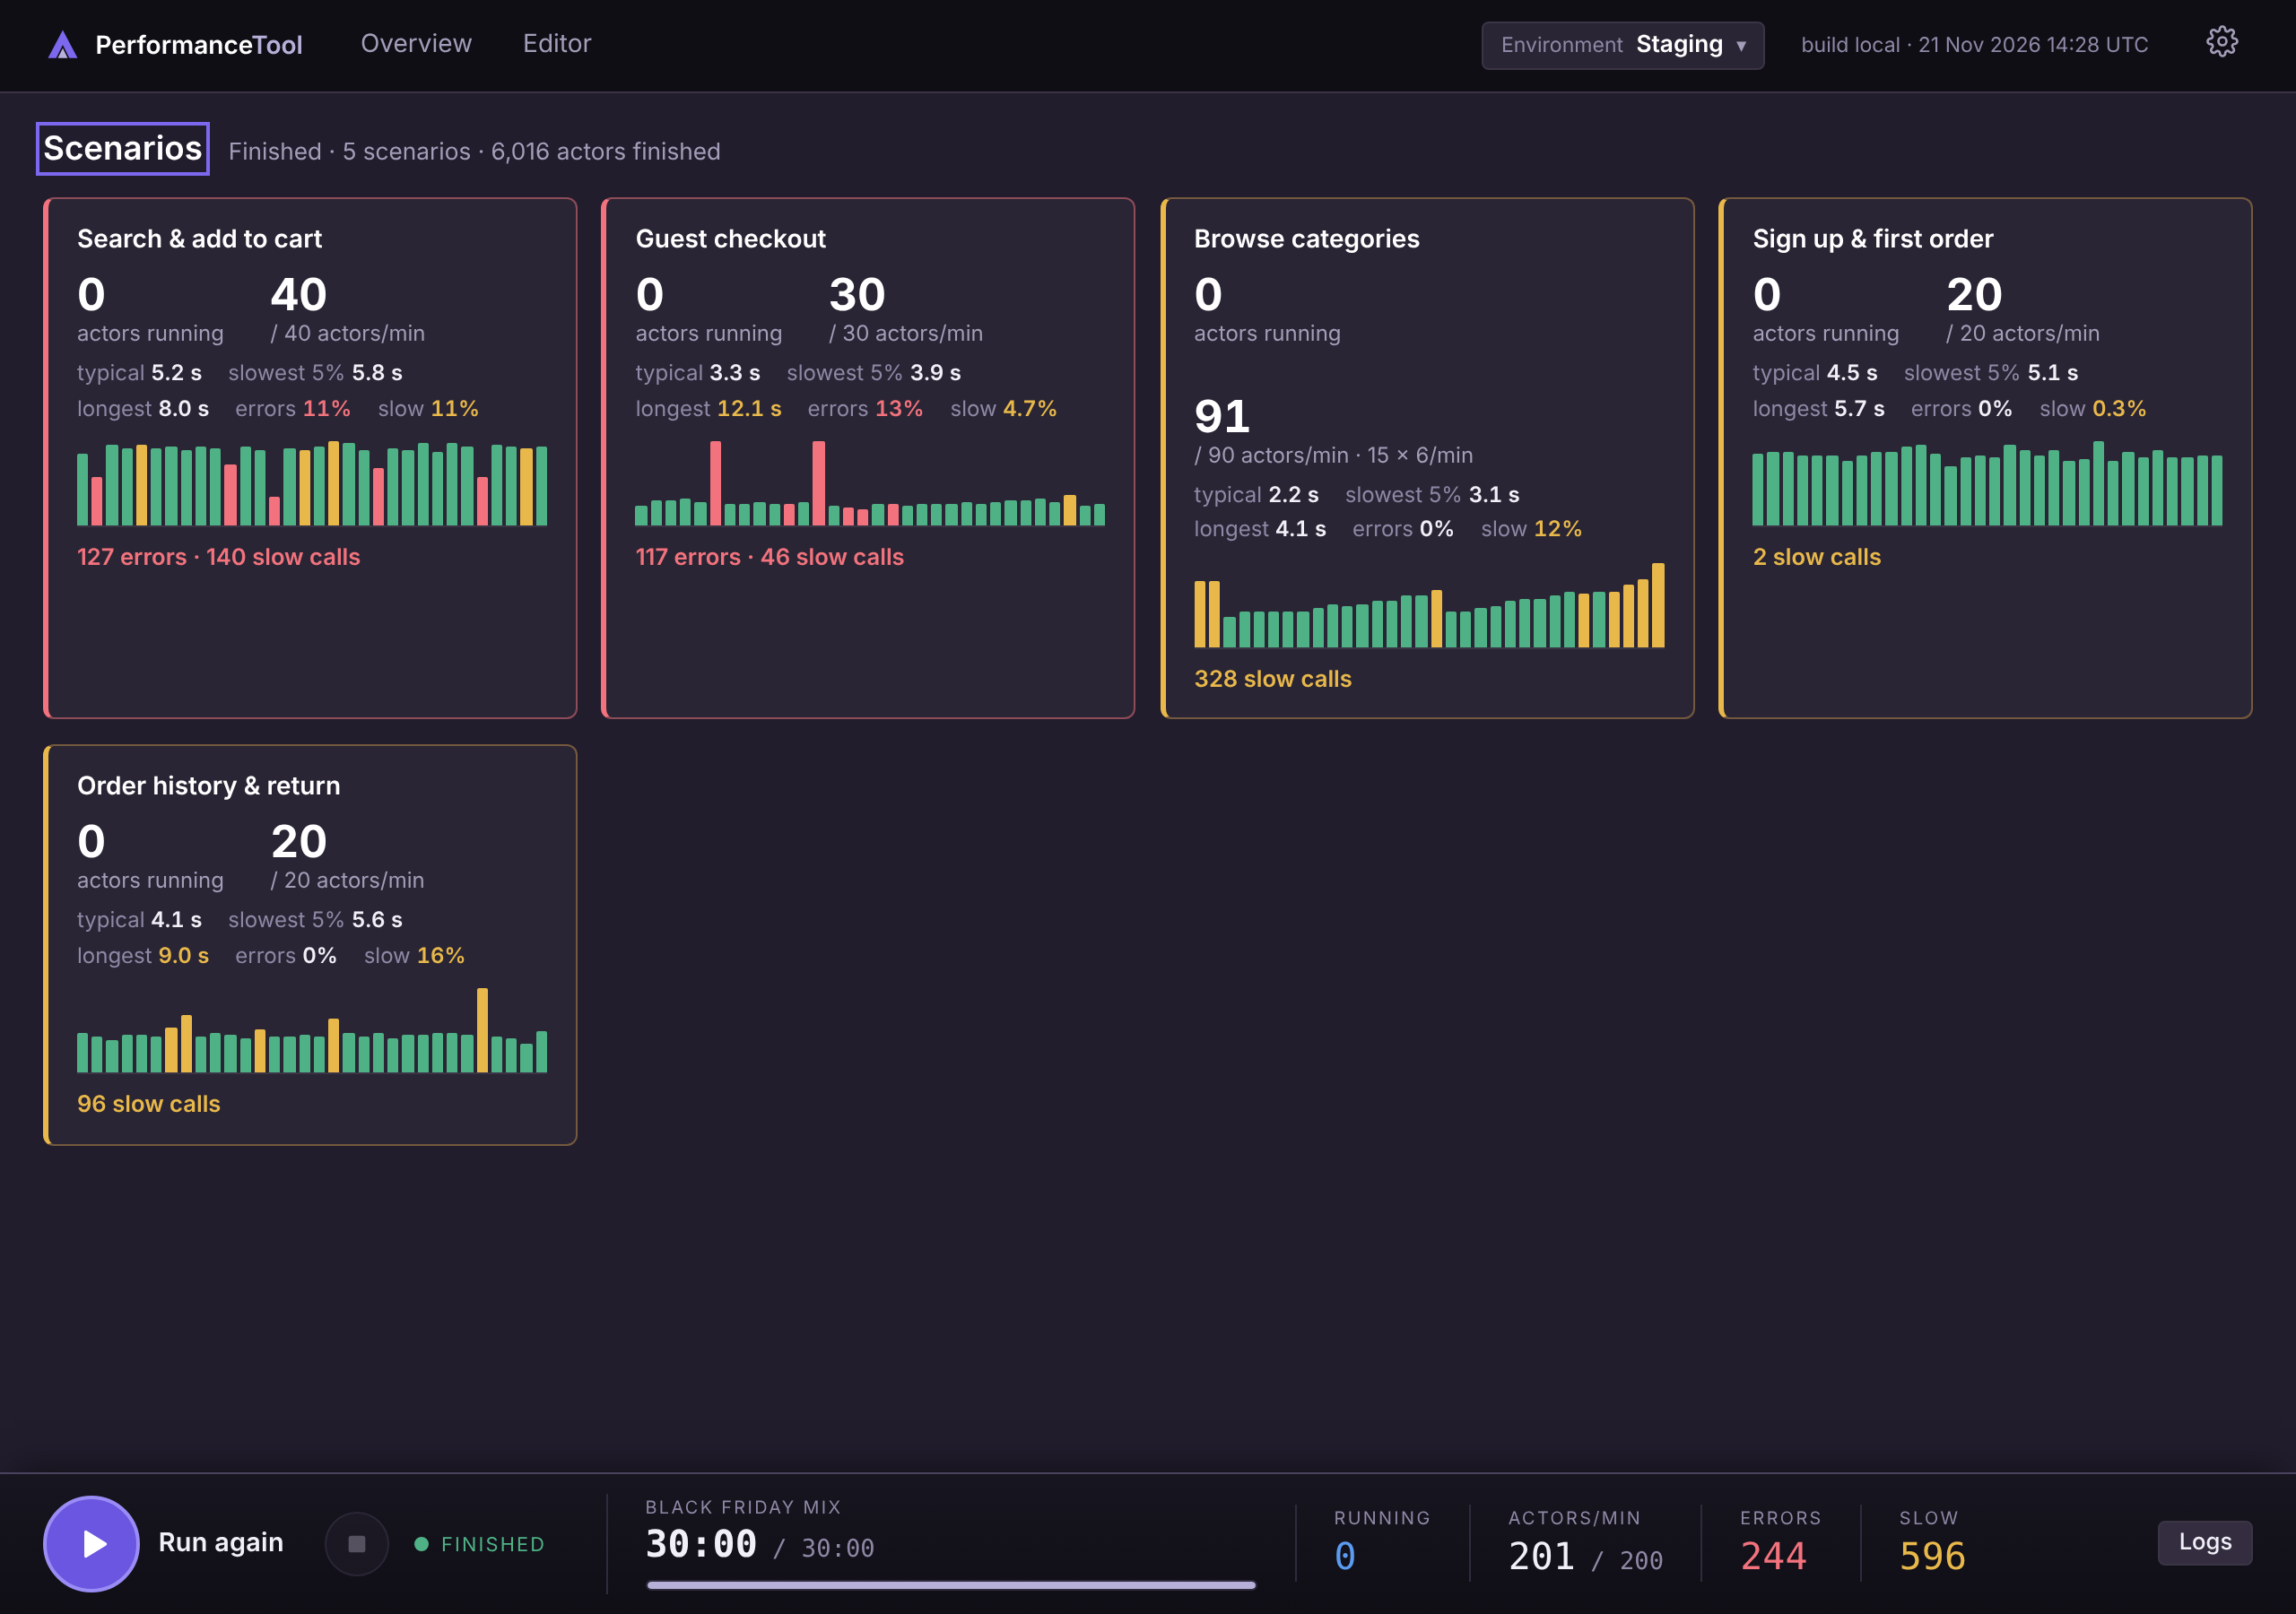 PerformanceTool
Overview
Editor
Environment Staging ▾
build local · 21 Nov 2026 14:28 UTC
Scenarios
Finished · 5 scenarios · 6,016 actors finished
Search & add to cart
0
actors running
40
/ 40 actors/min
typical 5.2 s slowest 5% 5.8 s
longest 8.0 s errors 11% slow 11%
127 errors · 140 slow calls
Guest checkout
0
actors running
30
/ 30 actors/min
typical 3.3 s slowest 5% 3.9 s
longest 12.1 s errors 13% slow 4.7%
117 errors · 46 slow calls
Browse categories
0
actors running
91
/ 90 actors/min · 15 × 6/min
typical 2.2 s slowest 5% 3.1 s
longest 4.1 s errors 0% slow 12%
328 slow calls
Sign up & first order
0
actors running
20
/ 20 actors/min
typical 4.5 s slowest 5% 5.1 s
longest 5.7 s errors 0% slow 0.3%
2 slow calls
Order history & return
0
actors running
20
/ 20 actors/min
typical 4.1 s slowest 5% 5.6 s
longest 9.0 s errors 0% slow 16%
96 slow calls
Run again
FINISHED
BLACK FRIDAY MIX
30:00 / 30:00
RUNNING
0
ACTORS/MIN
201 / 200
ERRORS
244
SLOW
596
Logs